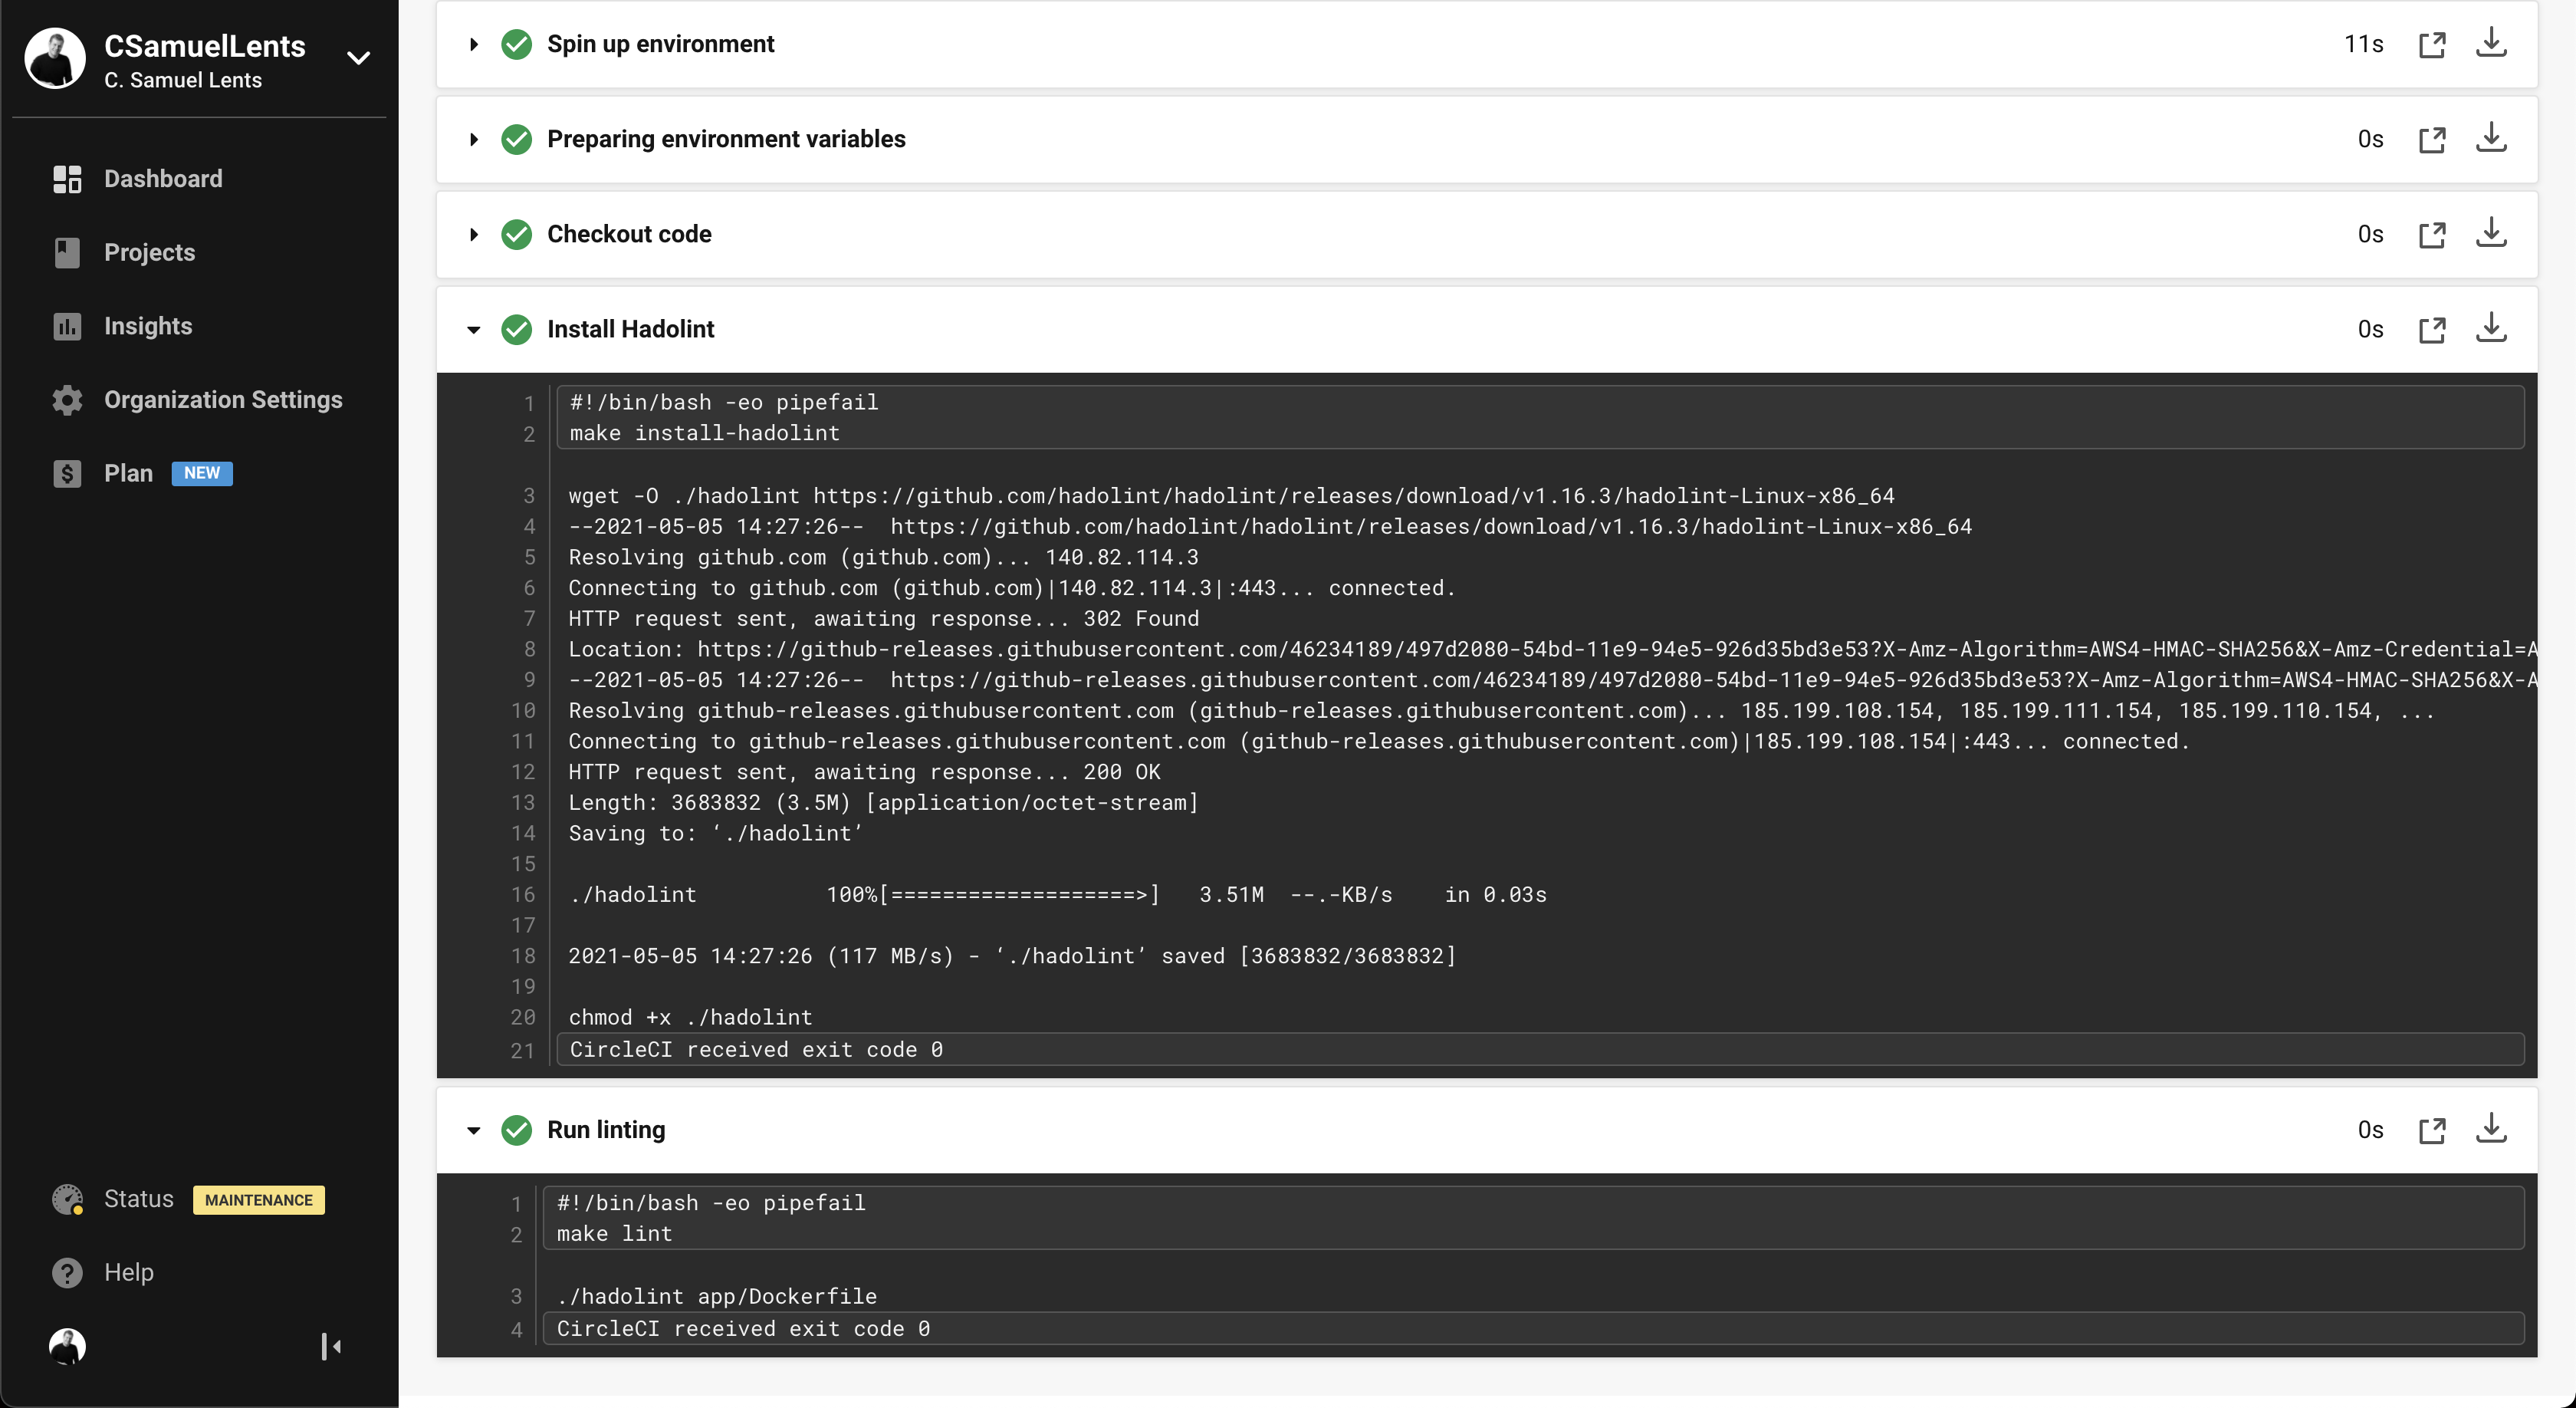 CSamuelLents
C. Samuel Lents
Dashboard
Projects
Insights
Organization Settings
Plan NEW
Status MAINTENANCE
Help
Spin up environment 11s
Preparing environment variables 0s
Checkout code 0s
Install Hadolint 0s
1 #!/bin/bash -eo pipefail
2 make install-hadolint
3 wget -O ./hadolint https://github.com/hadolint/hadolint/releases/download/v1.16.3/hadolint-Linux-x86_64
4 --2021-05-05 14:27:26--  https://github.com/hadolint/hadolint/releases/download/v1.16.3/hadolint-Linux-x86_64
5 Resolving github.com (github.com)... 140.82.114.3
6 Connecting to github.com (github.com)|140.82.114.3|:443... connected.
7 HTTP request sent, awaiting response... 302 Found
8 Location: https://github-releases.githubusercontent.com/46234189/497d2080-54bd-11e9-94e5-926d35bd3e53?X-Amz-Algorithm=AWS4-HMAC-SHA256&X-Amz-Credential=A
9 --2021-05-05 14:27:26--  https://github-releases.githubusercontent.com/46234189/497d2080-54bd-11e9-94e5-926d35bd3e53?X-Amz-Algorithm=AWS4-HMAC-SHA256&X-A
10 Resolving github-releases.githubusercontent.com (github-releases.githubusercontent.com)... 185.199.108.154, 185.199.111.154, 185.199.110.154, ...
11 Connecting to github-releases.githubusercontent.com (github-releases.githubusercontent.com)|185.199.108.154|:443... connected.
12 HTTP request sent, awaiting response... 200 OK
13 Length: 3683832 (3.5M) [application/octet-stream]
14 Saving to: ‘./hadolint’
15
16 ./hadolint          100%[===================>]   3.51M  --.-KB/s    in 0.03s
17
18 2021-05-05 14:27:26 (117 MB/s) - ‘./hadolint’ saved [3683832/3683832]
19
20 chmod +x ./hadolint
21 CircleCI received exit code 0
Run linting 0s
1 #!/bin/bash -eo pipefail
2 make lint
3 ./hadolint app/Dockerfile
4 CircleCI received exit code 0